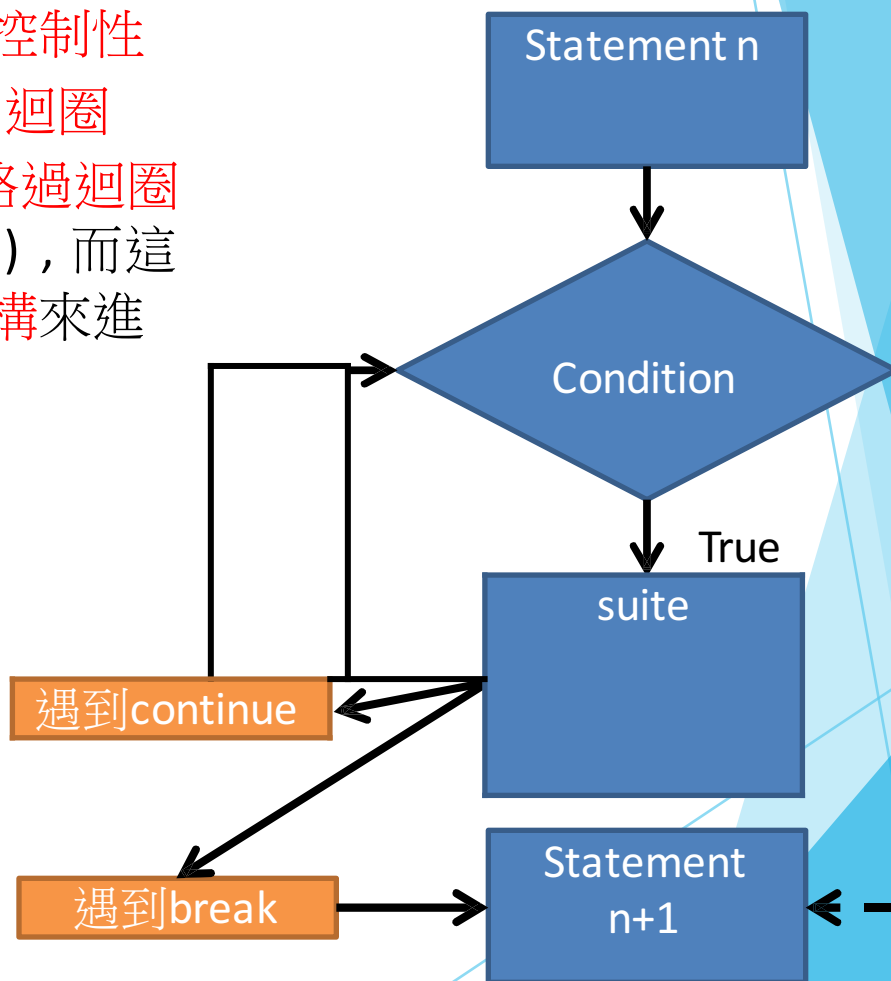 控制性
迴圈
略過迴圈
),而這
構來進
Statement n
Condition
True
suite
遇到continue
遇到break
Statement
n+1